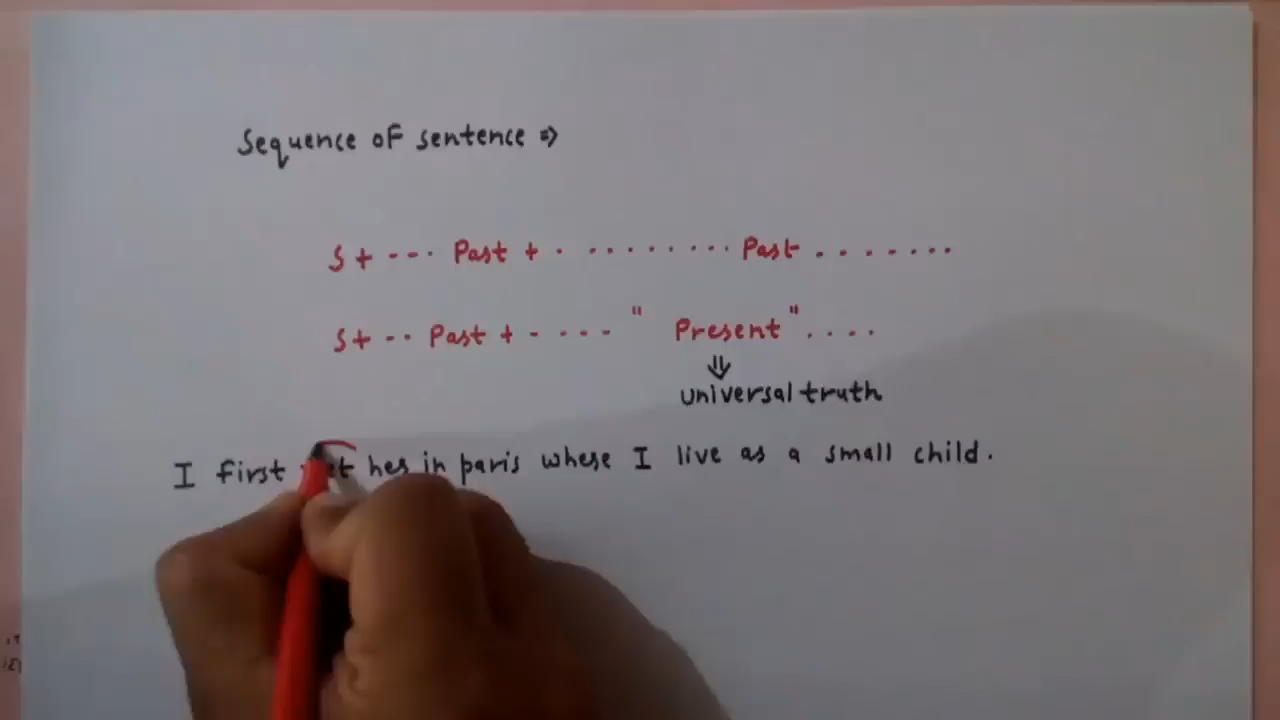 Sequence of sentence ⇒
S + --- Past + . ........ Past .......
S + -- Past + ---- " Present" ....
⇓
universal truth
I first her in paris where I live as a small child.